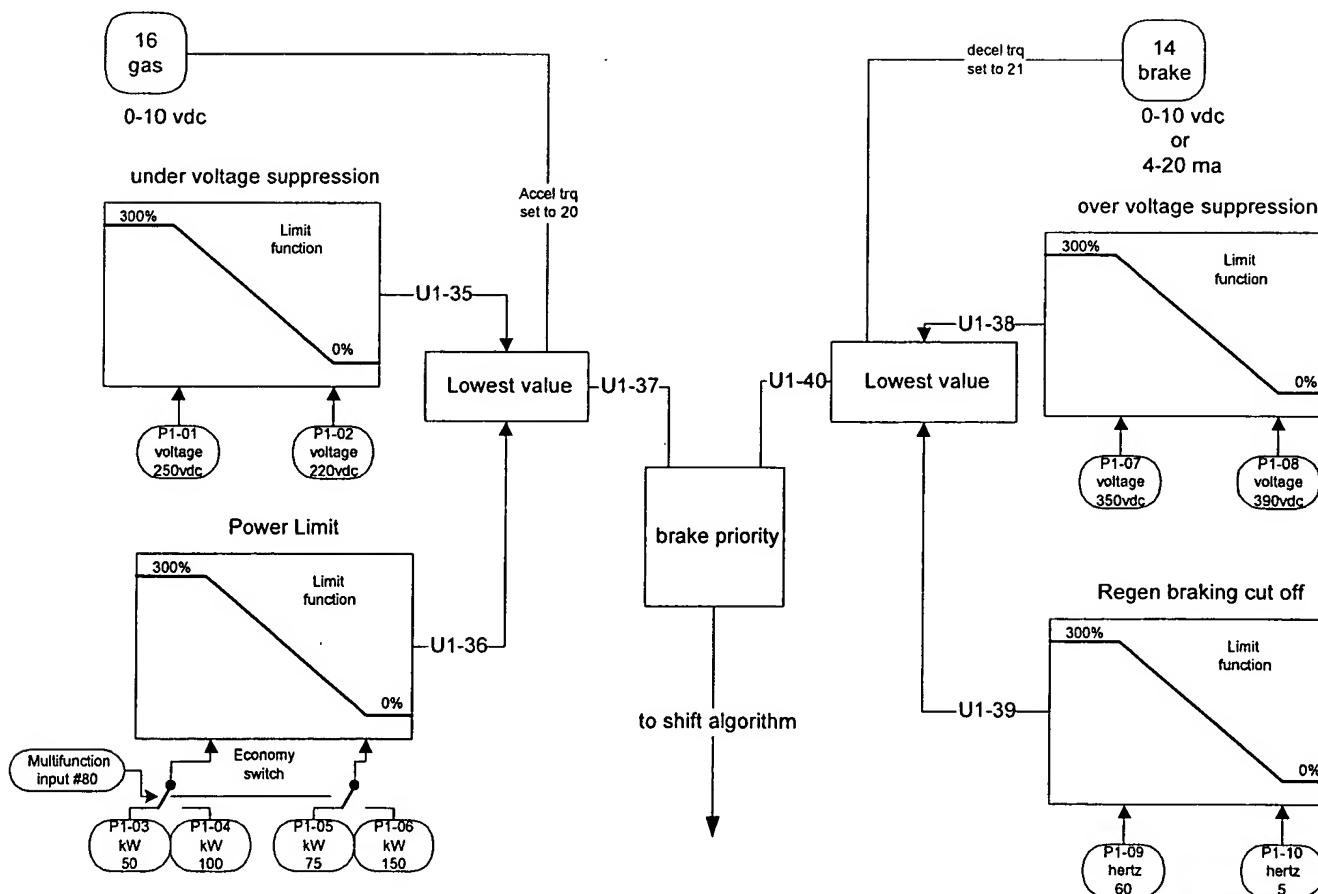 16
gas
0-10 vdc
decel trq
set to 21
14
brake
0-10 vdc
or
4-20 ma
under voltage suppression
300%
Limit
function
0%
P1-01
voltage
250vdc
P1-02
voltage
220vdc
U1-35
Accel trq
set to 20
over voltage suppression
300%
Limit
function
0%
P1-07
voltage
350vdc
P1-08
voltage
390vdc
U1-38
Lowest value
U1-37
U1-40
Lowest value
brake priority
Power Limit
300%
Limit
function
0%
U1-36
Multifunction
input #80
Economy
switch
P1-03
kW
50
P1-04
kW
100
P1-05
kW
75
P1-06
kW
150
to shift algorithm
Regen braking cut off
300%
Limit
function
0%
U1-39
P1-09
hertz
60
P1-10
hertz
5